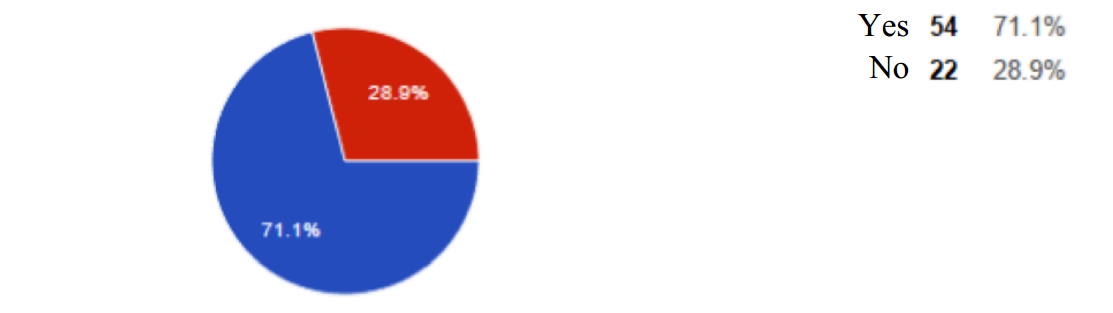 Yes 54 71.1%
No 22 28.9%
28.9%
71.1%